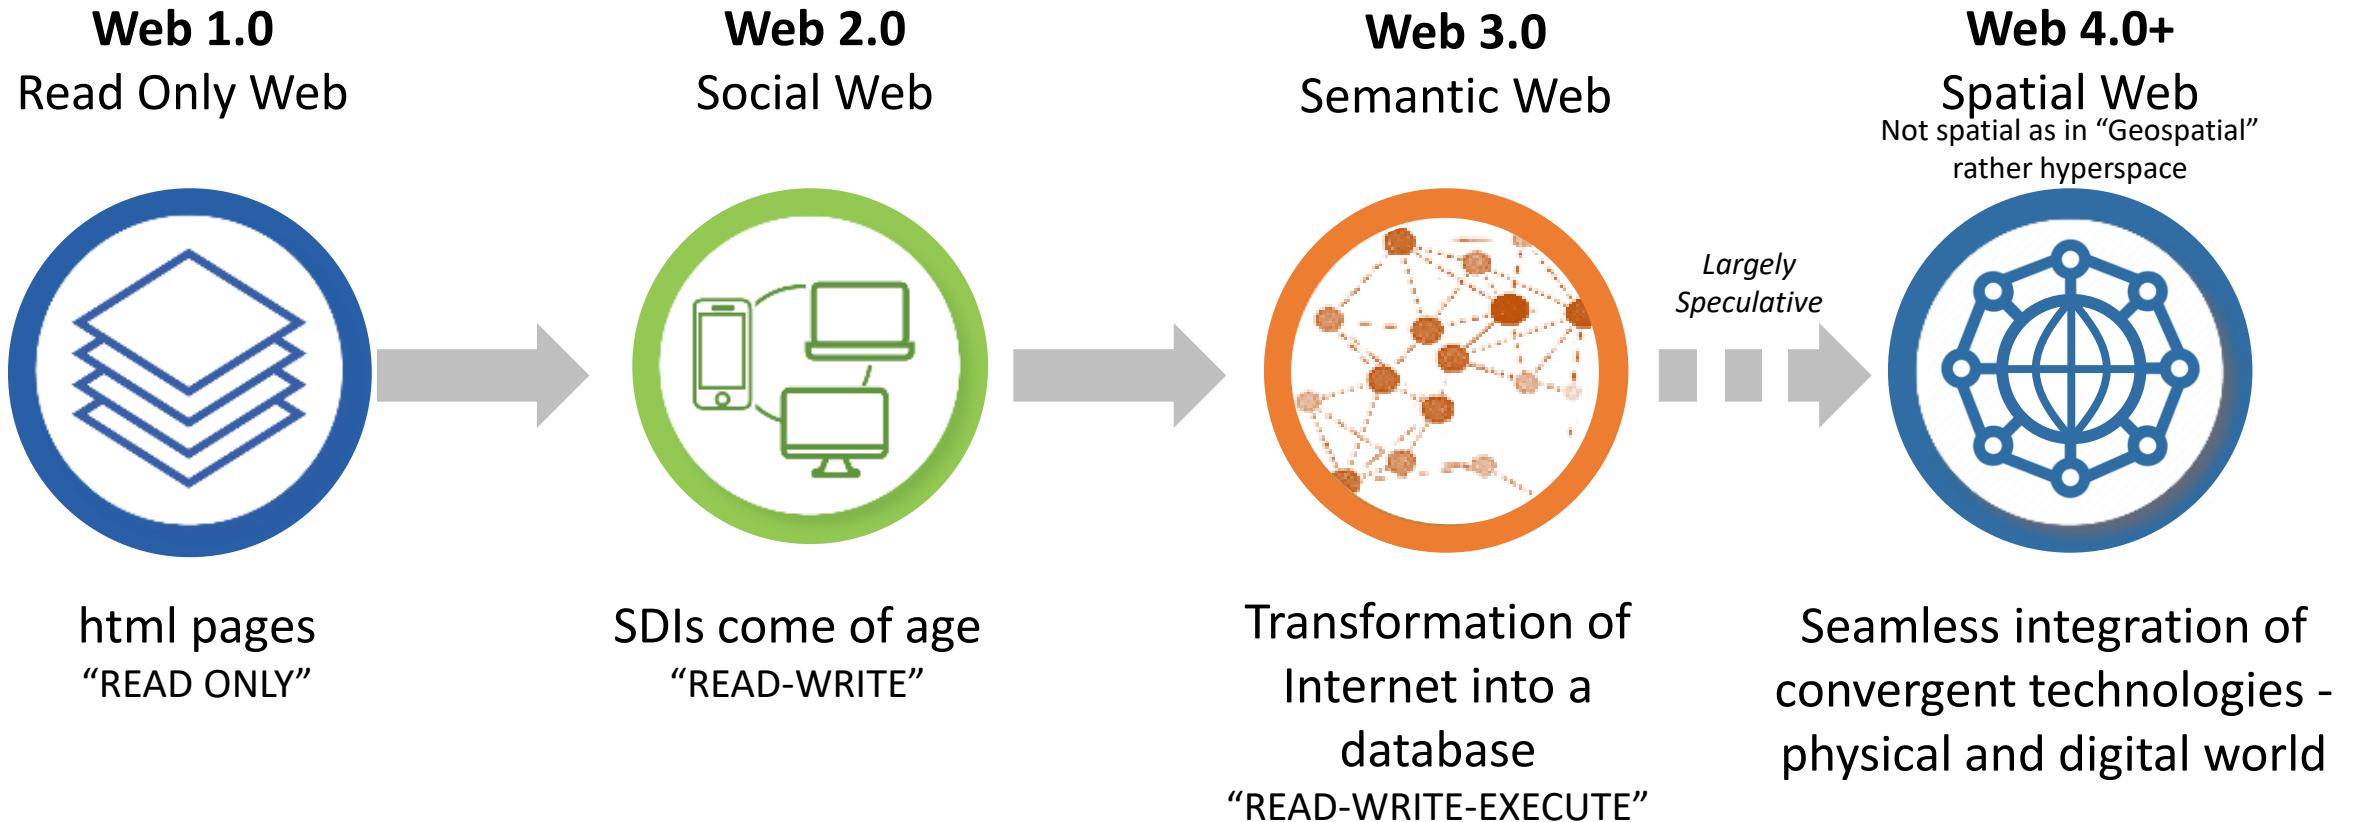 Web 1.0
Read Only Web
html pages
“READ ONLY”
Web 2.0
Social Web
SDIs come of age
“READ-WRITE”
Web 3.0
Semantic Web
Transformation of
Internet into a
database
“READ-WRITE-EXECUTE”
Largely
Speculative
Web 4.0+
Spatial Web
Not spatial as in “Geospatial”
rather hyperspace
Seamless integration of
convergent technologies -
physical and digital world